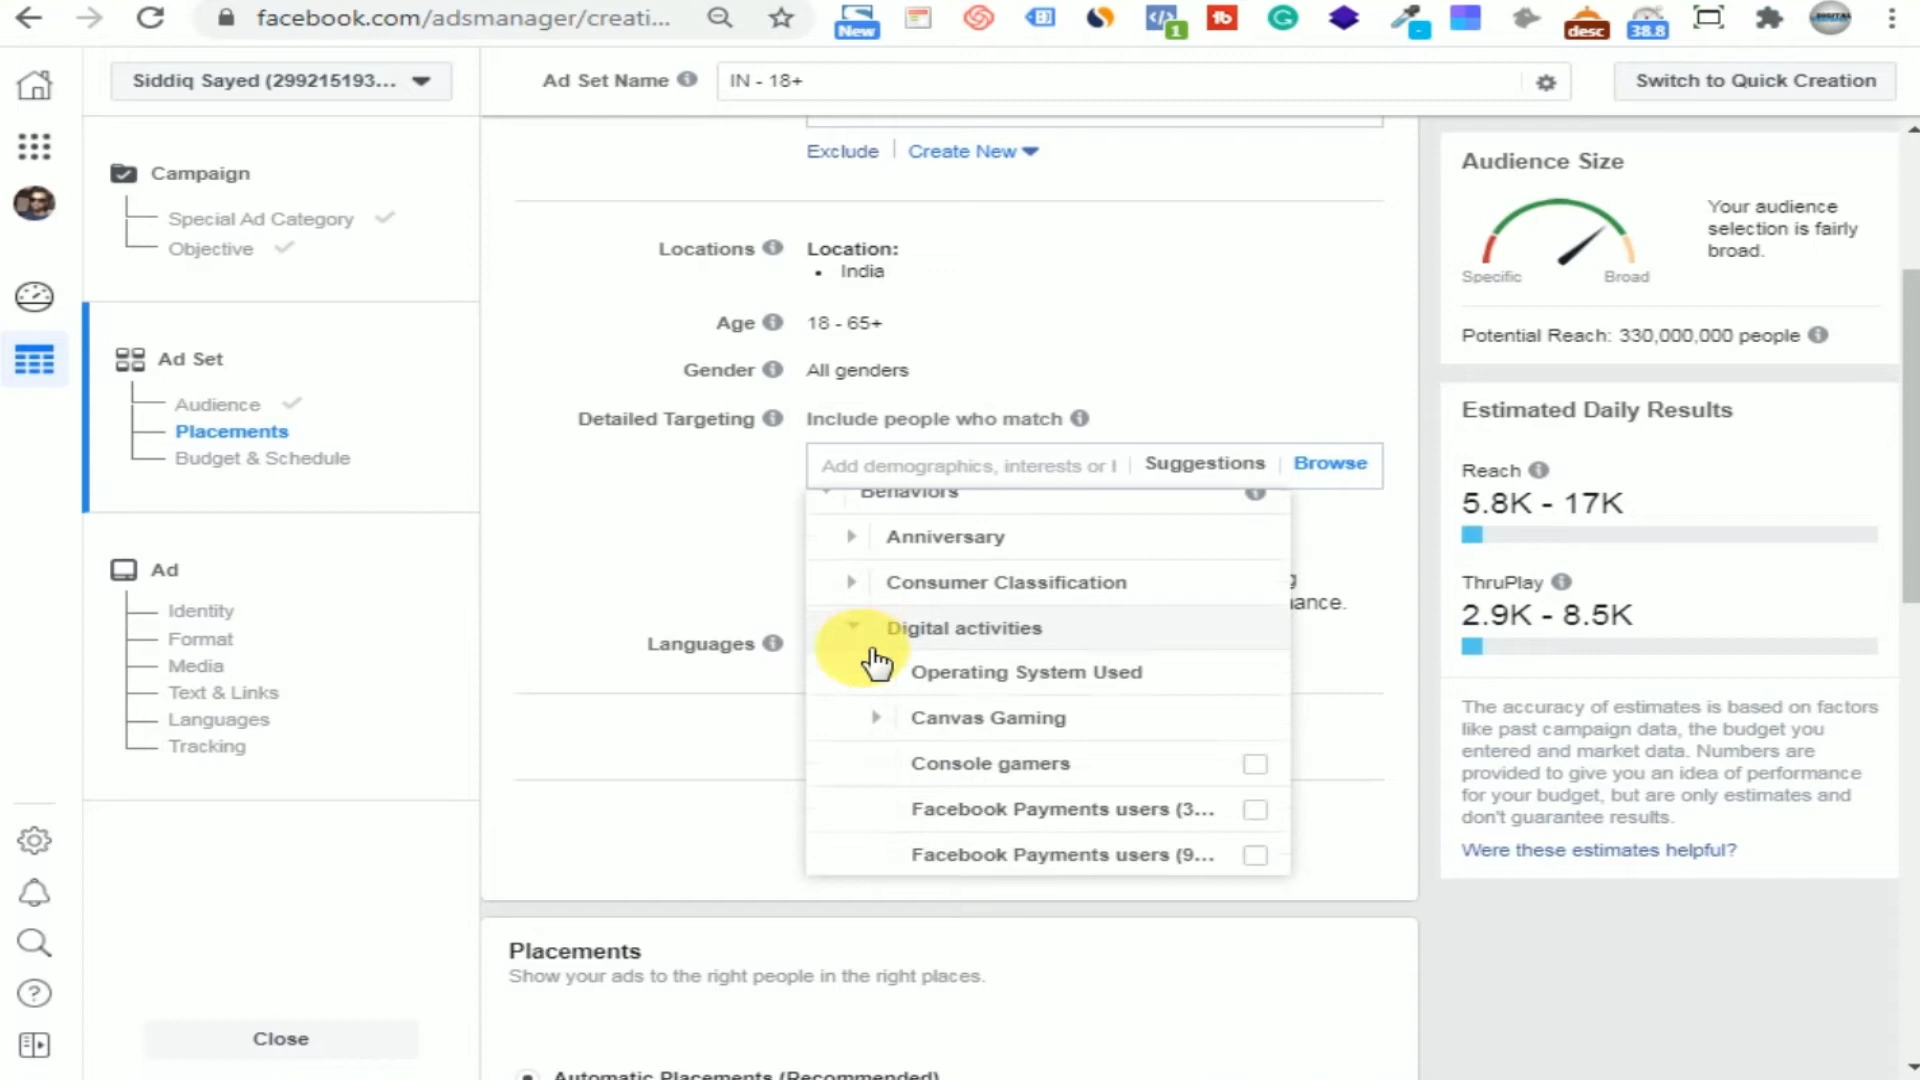 facebook.com/adsmanager/creati...
New
1
desc
38.8
Siddiq Sayed (299215193...
Ad Set Name
IN - 18+
Switch to Quick Creation
Campaign
Special Ad Category
Objective
Ad Set
Audience
Placements
Budget & Schedule
Ad
Identity
Format
Media
Text & Links
Languages
Tracking
Close
Exclude
Create New
Locations
Location:
India
Age
18 - 65+
Gender
All genders
Detailed Targeting
Include people who match
Add demographics, interests or
Suggestions
Browse
Behaviors
Anniversary
Consumer Classification
Digital activities
Operating System Used
Canvas Gaming
Console gamers
Facebook Payments users (3...
Facebook Payments users (9...
Languages
Placements
Show your ads to the right people in the right places.
Automatic Placements (Recommended)
Audience Size
Your audience
selection is fairly
broad.
Specific
Broad
Potential Reach: 330,000,000 people
Estimated Daily Results
Reach
5.8K - 17K
ThruPlay
2.9K - 8.5K
The accuracy of estimates is based on factors
like past campaign data, the budget you
entered and market data. Numbers are
provided to give you an idea of performance
for your budget, but are only estimates and
don't guarantee results.
Were these estimates helpful?